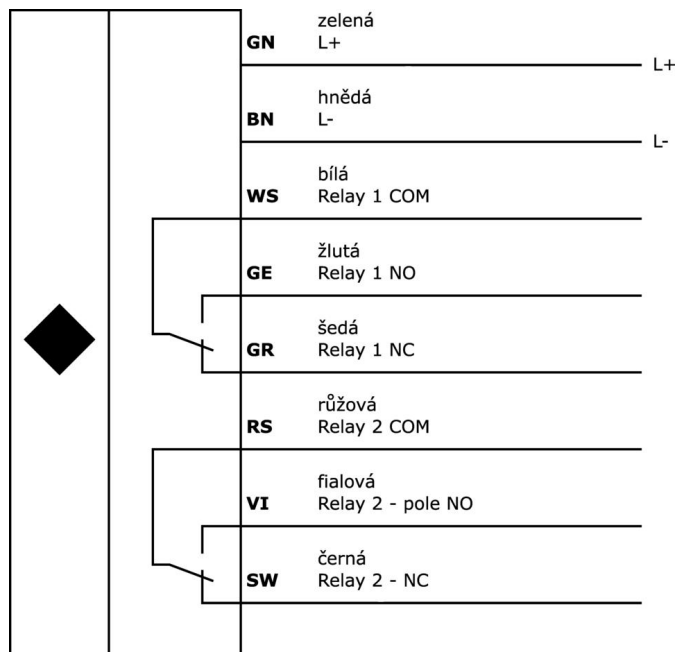 zelená
GN L+
L+
hnědá
BN L-
L-
bílá
WS Relay 1 COM
žlutá
GE Relay 1 NO
šedá
GR Relay 1 NC
růžová
RS Relay 2 COM
fialová
VI Relay 2 - pole NO
černá
SW Relay 2 - NC